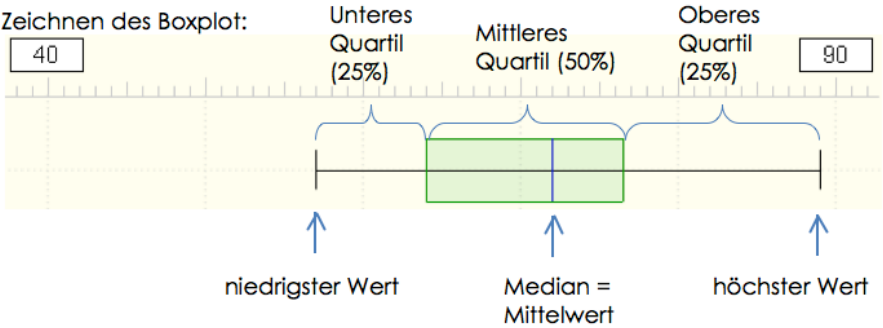 Zeichnen des Boxplot:
40
Unteres
Quartil
(25%)
Mittleres
Quartil (50%)
Oberes
Quartil
(25%)
90
niedrigster Wert
Median =
Mittelwert
höchster Wert